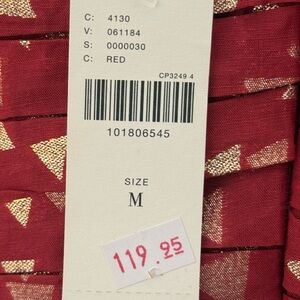 C: 4130
V: 061184
S: 0000030
C: RED
CP3249 4
101806545
SIZE
M
119.95